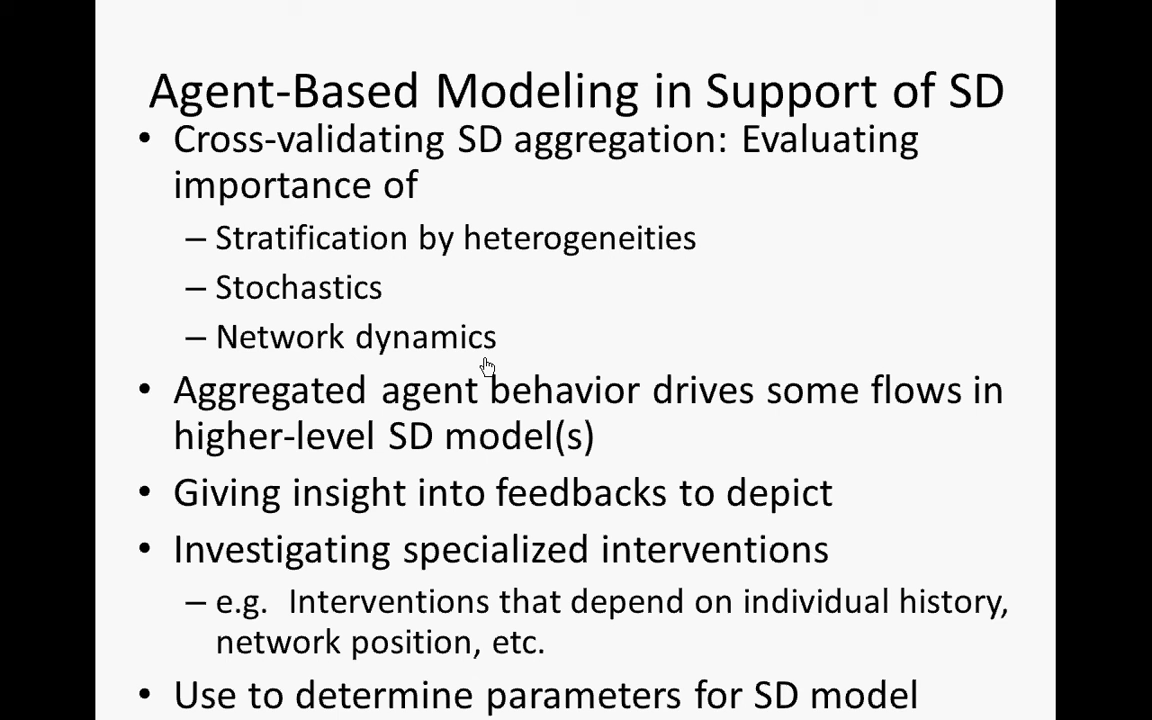 Agent-Based Modeling in Support of SD
• Cross-validating SD aggregation: Evaluating
importance of
– Stratification by heterogeneities
– Stochastics
– Network dynamics
• Aggregated agent behavior drives some flows in
higher-level SD model(s)
• Giving insight into feedbacks to depict
• Investigating specialized interventions
– e.g. Interventions that depend on individual history,
network position, etc.
• Use to determine parameters for SD model